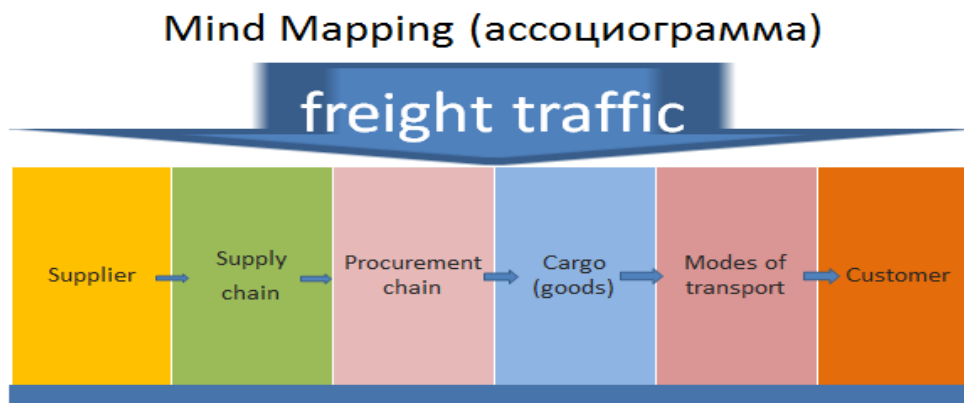 Mind Mapping (ассоциограмма)
freight traffic
Supplier
Supply
chain
Procurement
chain
Cargo
(goods)
Modes of
transport
Customer